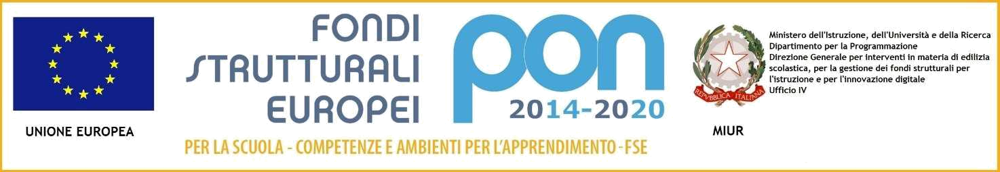 UNIONE EUROPEA
FONDI
STRUTTURALI
EUROPEI
pon
2014-2020
PER LA SCUOLA - COMPETENZE E AMBIENTI PER L'APPRENDIMENTO-FSE
REPVBBLICA ITALIANA
MIUR
Ministero dell'Istruzione, dell'Università e della Ricerca
Dipartimento per la Programmazione
Direzione Generale per interventi in materia di edilizia
scolastica, per la gestione dei fondi strutturali per
l'istruzione e per l'innovazione digitale
Ufficio IV